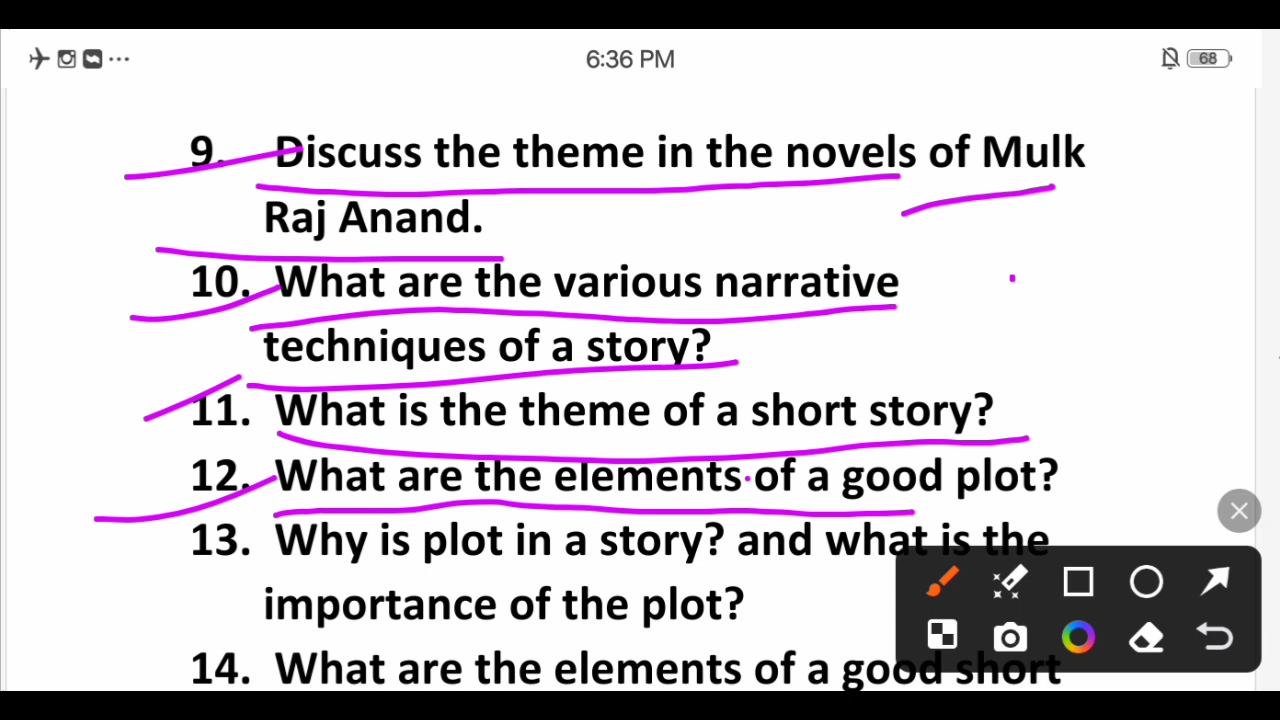 6:36 PM
68
9. Discuss the theme in the novels of Mulk
Raj Anand.
10. What are the various narrative
techniques of a story?
11. What is the theme of a short story?
12. What are the elements of a good plot?
13. Why is plot in a story? and what is the
importance of the plot?
14. What are the elements of a good short